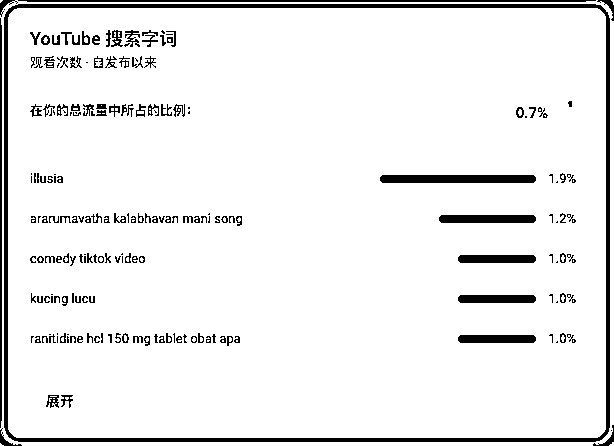 YouTube 搜索字词
观看次数 · 自发布以来
在你的总流量中所占的比例： 0.7%
illusia 1.9%
ararumavatha kalabhavan mani song 1.2%
comedy tiktok video 1.0%
kucing lucu 1.0%
ranitidine hcl 150 mg tablet obat apa 1.0%
展开